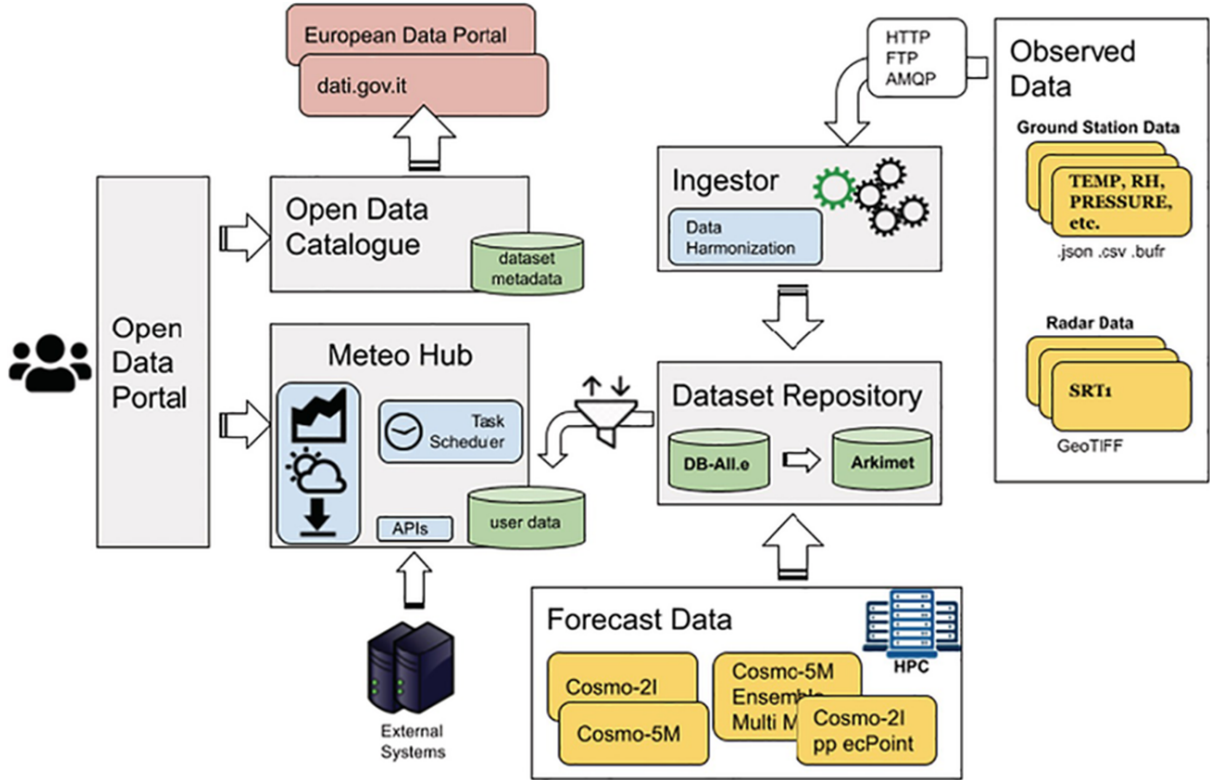 European Data Portal
dati.gov.it
HTTP
FTP
AMQP
Observed
Data
Ground Station Data
TEMP, RH,
PRESSURE,
etc.
.json .csv .bufr
Radar Data
SRT1
GeoTIFF
Ingestor
Data
Harmonization
Open Data
Catalogue
dataset
metadata
Open
Data
Portal
Meteo Hub
Task
Scheduer
APIs
user data
Dataset Repository
DB-All.e
Arkimet
External
Systems
Forecast Data
HPC
Cosmo-2I
Cosmo-5M
Cosmo-5M
Ensemble
Multi M
Cosmo-2I
pp ecPoint